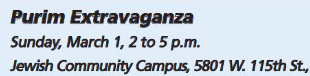 Purim Extravaganza
Sunday, March 1, 2 to 5 p.m.
Jewish Community Campus, 5801 W. 115th St.,